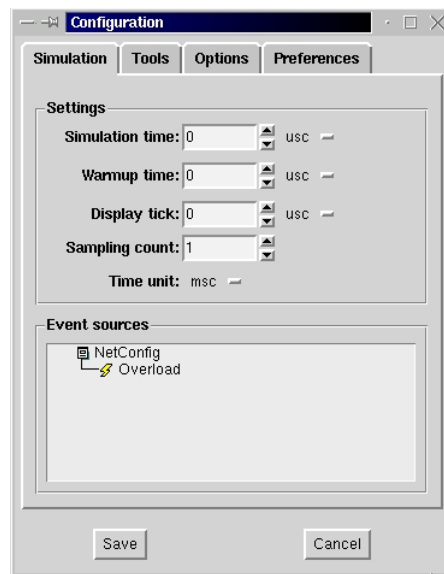 Configuration
Simulation Tools Options Preferences
Settings
Simulation time: 0 usc
Warmup time: 0 usc
Display tick: 0 usc
Sampling count: 1
Time unit: msc
Event sources
NetConfig
Overload
Save Cancel